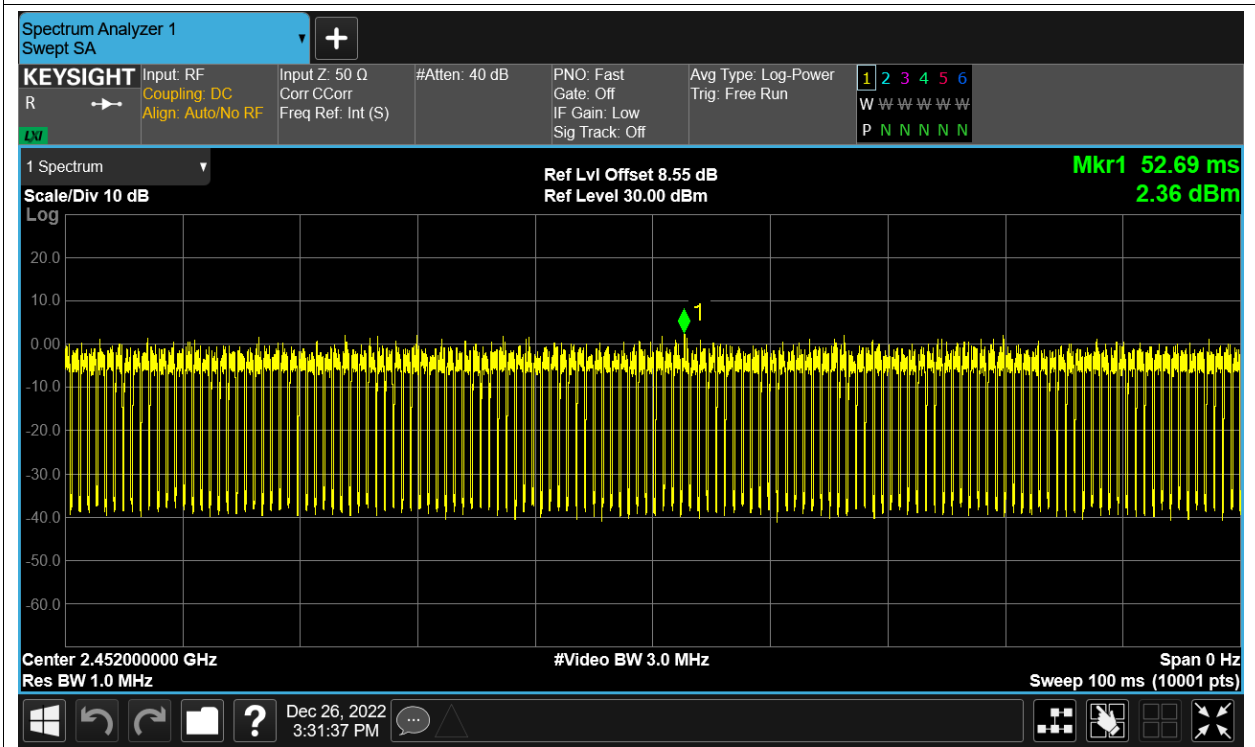 Spectrum Analyzer 1
Swept SA
KEYSIGHT
R
LXI
Input: RF
Coupling: DC
Align: Auto/No RF
Input Z: 50 Ω
Corr CCorr
Freq Ref: Int (S)
#Atten: 40 dB
PNO: Fast
Gate: Off
IF Gain: Low
Sig Track: Off
Avg Type: Log-Power
Trig: Free Run
1 2 3 4 5 6
W W W W W W
P N N N N N
1 Spectrum
Scale/Div 10 dB
Log
Ref Lvl Offset 8.55 dB
Ref Level 30.00 dBm
Mkr1 52.69 ms
2.36 dBm
20.0
10.0
1
0.00
-10.0
-20.0
-30.0
-40.0
-50.0
-60.0
Center 2.452000000 GHz
Res BW 1.0 MHz
#Video BW 3.0 MHz
Span 0 Hz
Sweep 100 ms (10001 pts)
?
Dec 26, 2022
3:31:37 PM